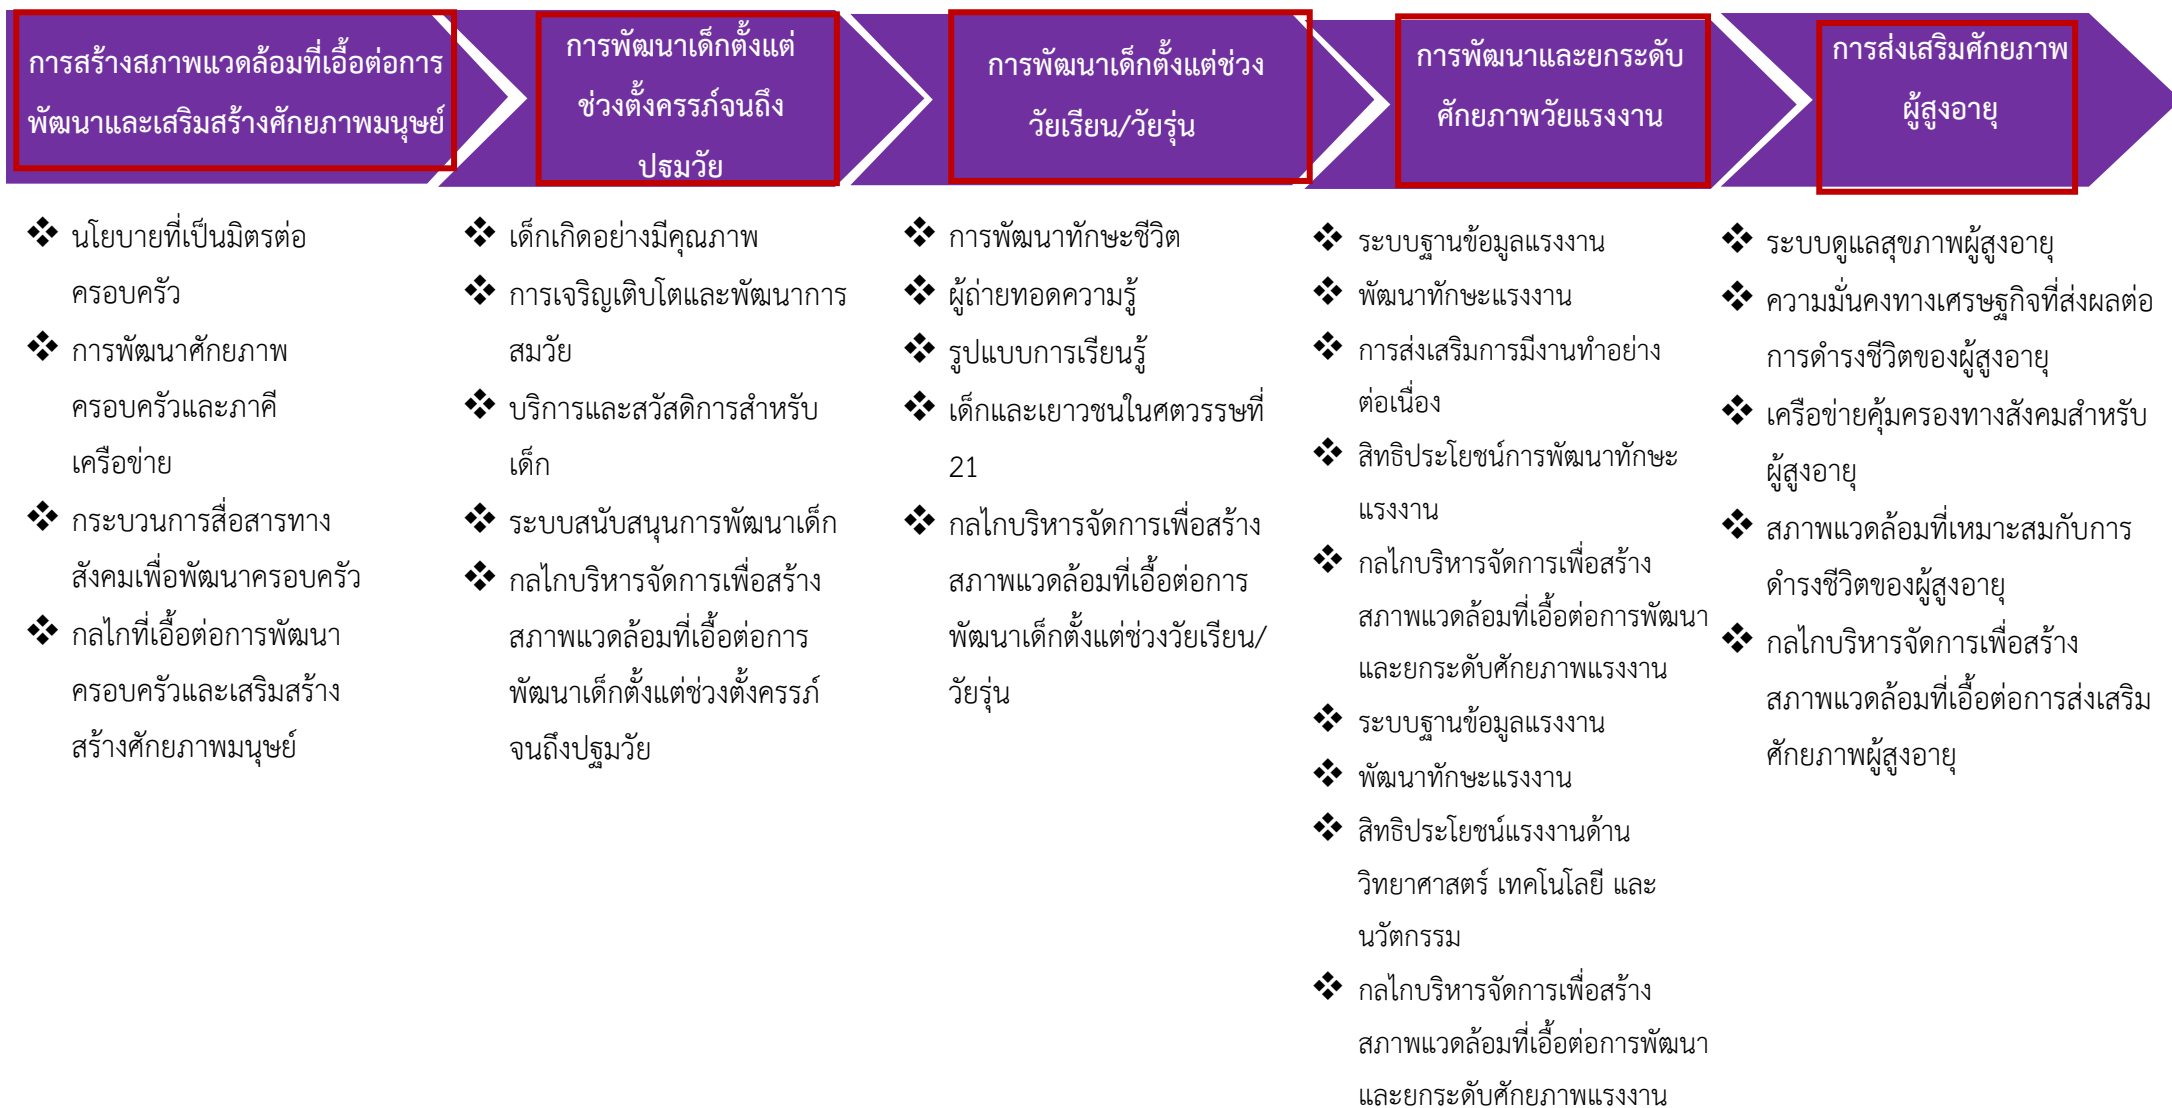 การสร้างสภาพแวดล้อมที่เอื้อต่อการ
พัฒนาและเสริมสร้างศักยภาพมนุษย์
❖ นโยบายที่เป็นมิตรต่อ
ครอบครัว
❖ การพัฒนาศักยภาพ
ครอบครัวและภาคี
เครือข่าย
❖ กระบวนการสื่อสารทาง
สังคมเพื่อพัฒนาครอบครัว
❖ กลไกที่เอื้อต่อการพัฒนา
ครอบครัวและเสริมสร้าง
สร้างศักยภาพมนุษย์
การพัฒนาเด็กตั้งแต่
ช่วงตั้งครรภ์จนถึง
ปฐมวัย
❖ เด็กเกิดอย่างมีคุณภาพ
❖ การเจริญเติบโตและพัฒนาการ
สมวัย
❖ บริการและสวัสดิการสำหรับ
เด็ก
❖ ระบบสนับสนุนการพัฒนาเด็ก
❖ กลไกบริหารจัดการเพื่อสร้าง
สภาพแวดล้อมที่เอื้อต่อการ
พัฒนาเด็กตั้งแต่ช่วงตั้งครรภ์
จนถึงปฐมวัย
การพัฒนาเด็กตั้งแต่ช่วง
วัยเรียน/วัยรุ่น
❖ การพัฒนาทักษะชีวิต
❖ ผู้ถ่ายทอดความรู้
❖ รูปแบบการเรียนรู้
❖ เด็กและเยาวชนในศตวรรษที่
21
❖ กลไกบริหารจัดการเพื่อสร้าง
สภาพแวดล้อมที่เอื้อต่อการ
พัฒนาเด็กตั้งแต่ช่วงวัยเรียน/
วัยรุ่น
การพัฒนาและยกระดับ
ศักยภาพวัยแรงงาน
❖ ระบบฐานข้อมูลแรงงาน
❖ พัฒนาทักษะแรงงาน
❖ การส่งเสริมการมีงานทำอย่าง
ต่อเนื่อง
❖ สิทธิประโยชน์การพัฒนาทักษะ
แรงงาน
❖ กลไกบริหารจัดการเพื่อสร้าง
สภาพแวดล้อมที่เอื้อต่อการพัฒนา
และยกระดับศักยภาพแรงงาน
❖ ระบบฐานข้อมูลแรงงาน
❖ พัฒนาทักษะแรงงาน
❖ สิทธิประโยชน์แรงงานด้าน
วิทยาศาสตร์ เทคโนโลยี และ
นวัตกรรม
❖ กลไกบริหารจัดการเพื่อสร้าง
สภาพแวดล้อมที่เอื้อต่อการพัฒนา
และยกระดับศักยภาพแรงงาน
การส่งเสริมศักยภาพ
ผู้สูงอายุ
❖ ระบบดูแลสุขภาพผู้สูงอายุ
❖ ความมั่นคงทางเศรษฐกิจที่ส่งผลต่อ
การดำรงชีวิตของผู้สูงอายุ
❖ เครือข่ายคุ้มครองทางสังคมสำหรับ
ผู้สูงอายุ
❖ สภาพแวดล้อมที่เหมาะสมกับการ
ดำรงชีวิตของผู้สูงอายุ
❖ กลไกบริหารจัดการเพื่อสร้าง
สภาพแวดล้อมที่เอื้อต่อการส่งเสริม
ศักยภาพผู้สูงอายุ